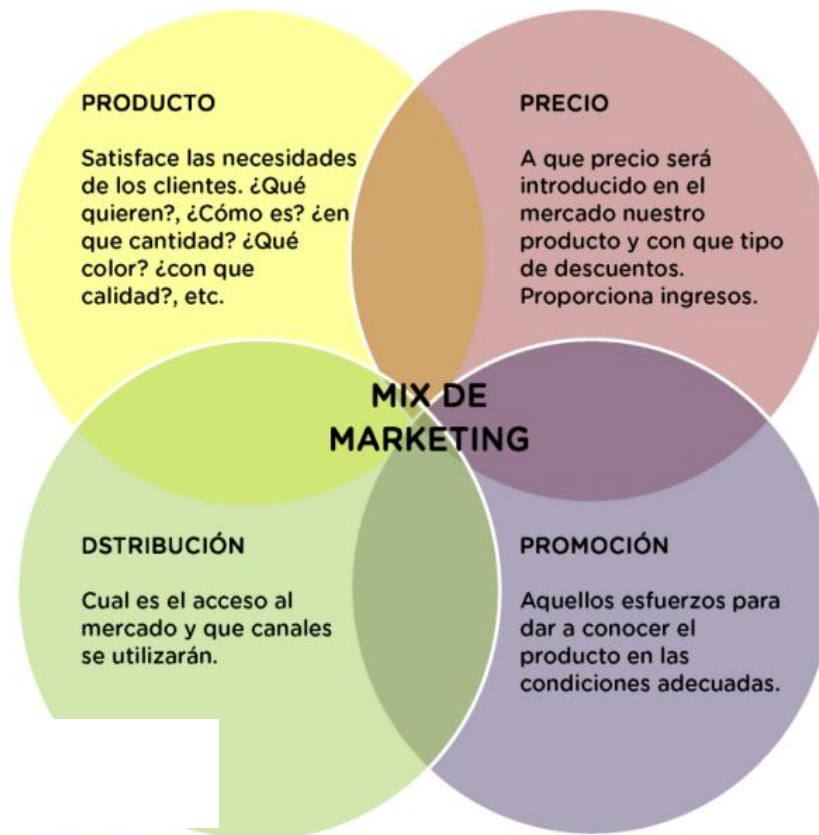 PRODUCTO
Satisface las necesidades
de los clientes. ¿Qué
quieren?, ¿Cómo es? ¿en
que cantidad? ¿Qué
color? ¿con que
calidad?, etc.
PRECIO
A que precio será
introducido en el
mercado nuestro
producto y con que tipo
de descuentos.
Proporciona ingresos.
MIX DE
MARKETING
DSTRIBUCIÓN
Cual es el acceso al
mercado y que canales
se utilizarán.
PROMOCIÓN
Aquellos esfuerzos para
dar a conocer el
producto en las
condiciones adecuadas.